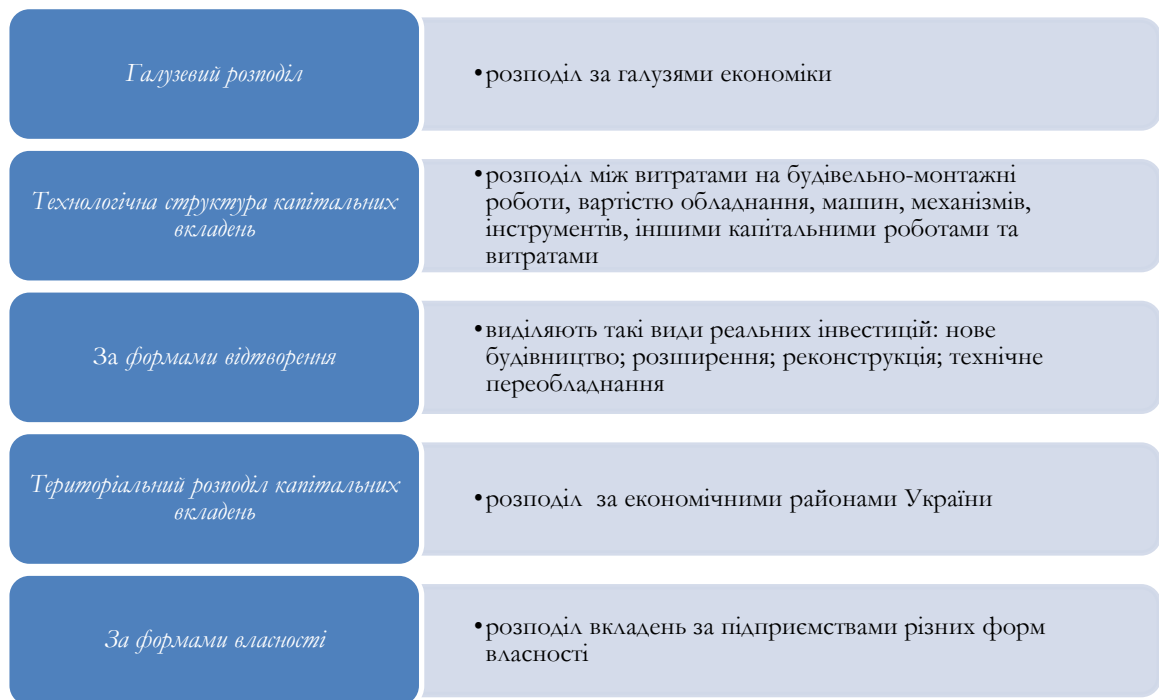 Галузевий розподіл
•розподіл за галузями економіки
Технологічна структура капітальних
вкладень
•розподіл між витратами на будівельно-монтажні
роботи, вартістю обладнання, машин, механізмів,
інструментів, іншими капітальними роботами та
витратами
За формами відтворення
•виділяють такі види реальних інвестицій: нове
будівництво; розширення; реконструкція; технічне
переобладнання
Територіальний розподіл капітальних
вкладень
•розподіл за економічними районами України
За формами власності
•розподіл вкладень за підприємствами різних форм
власності